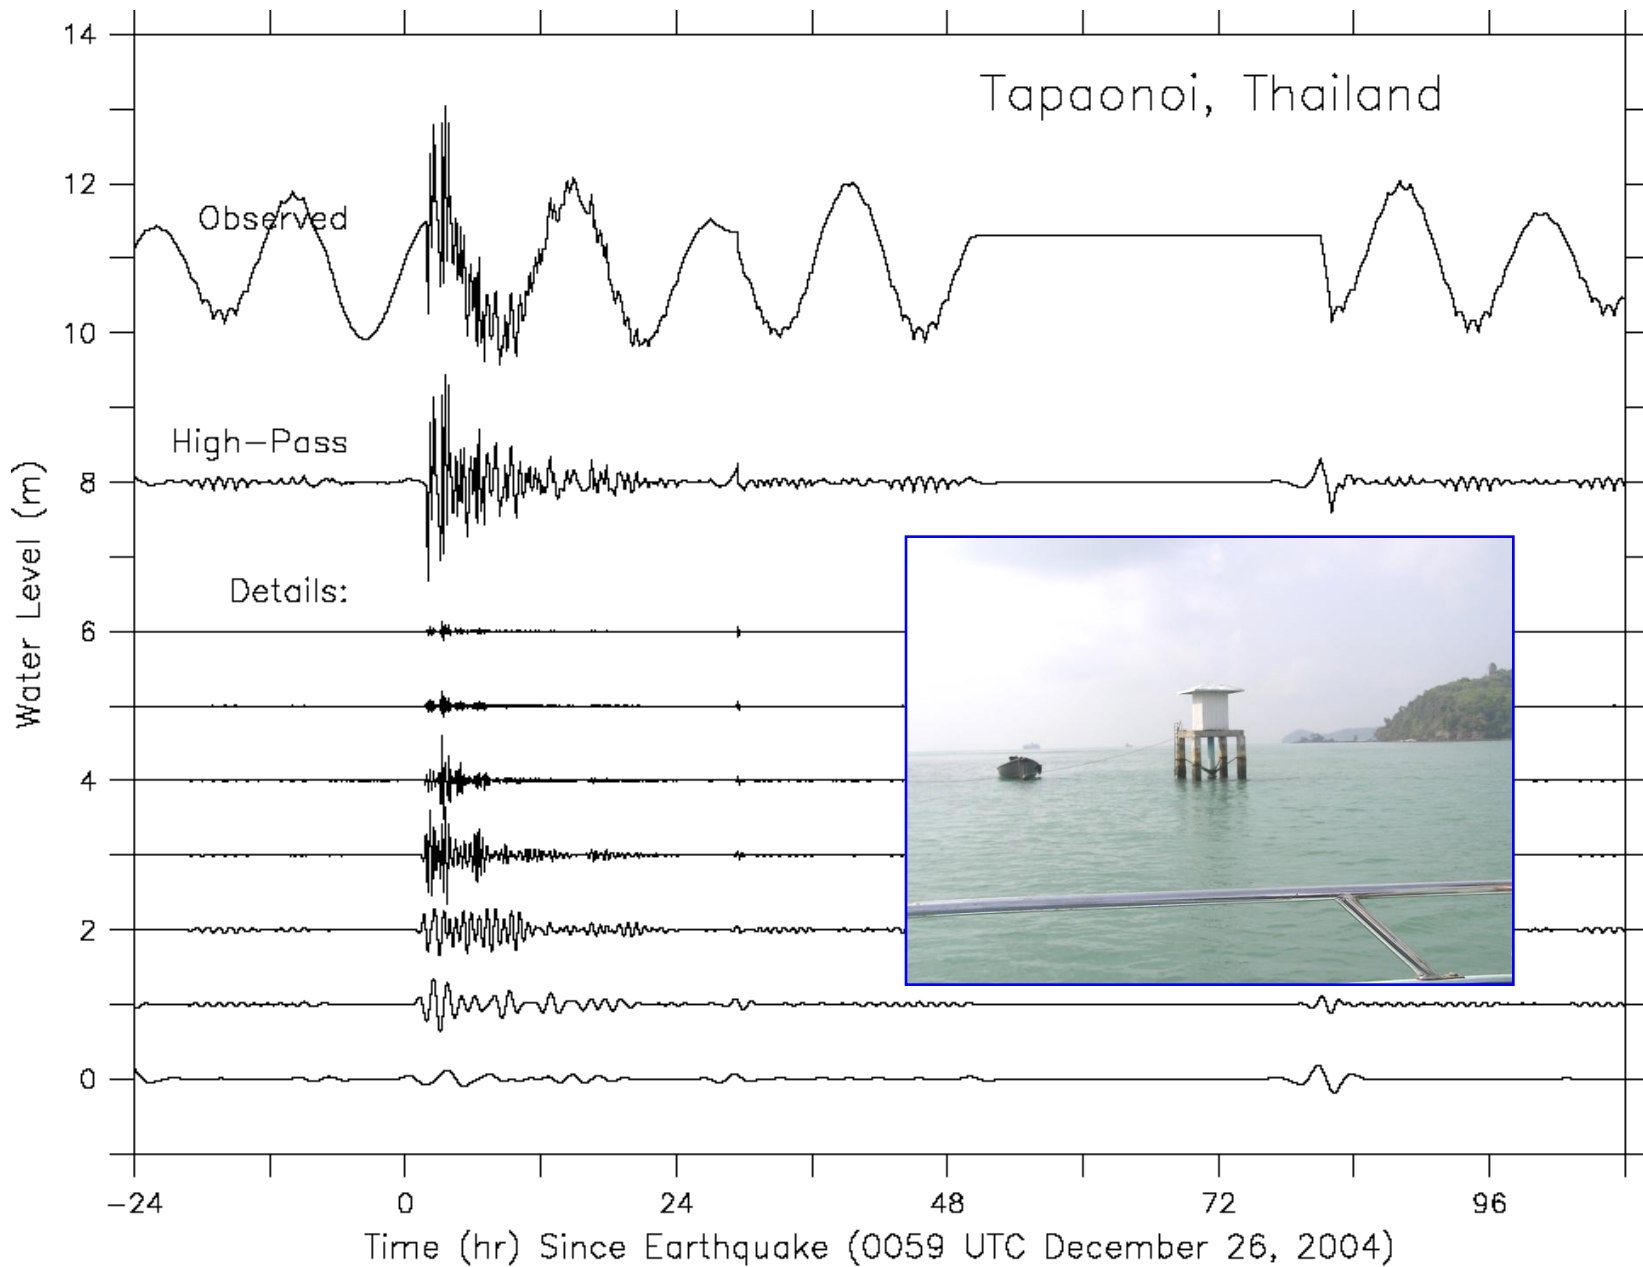 Tapaonoi, Thailand
14
12
10
8
6
4
2
0
Water Level (m)
Observed
High-Pass
Details:
-24
0
24
48
72
96
Time (hr) Since Earthquake (0059 UTC December 26, 2004)